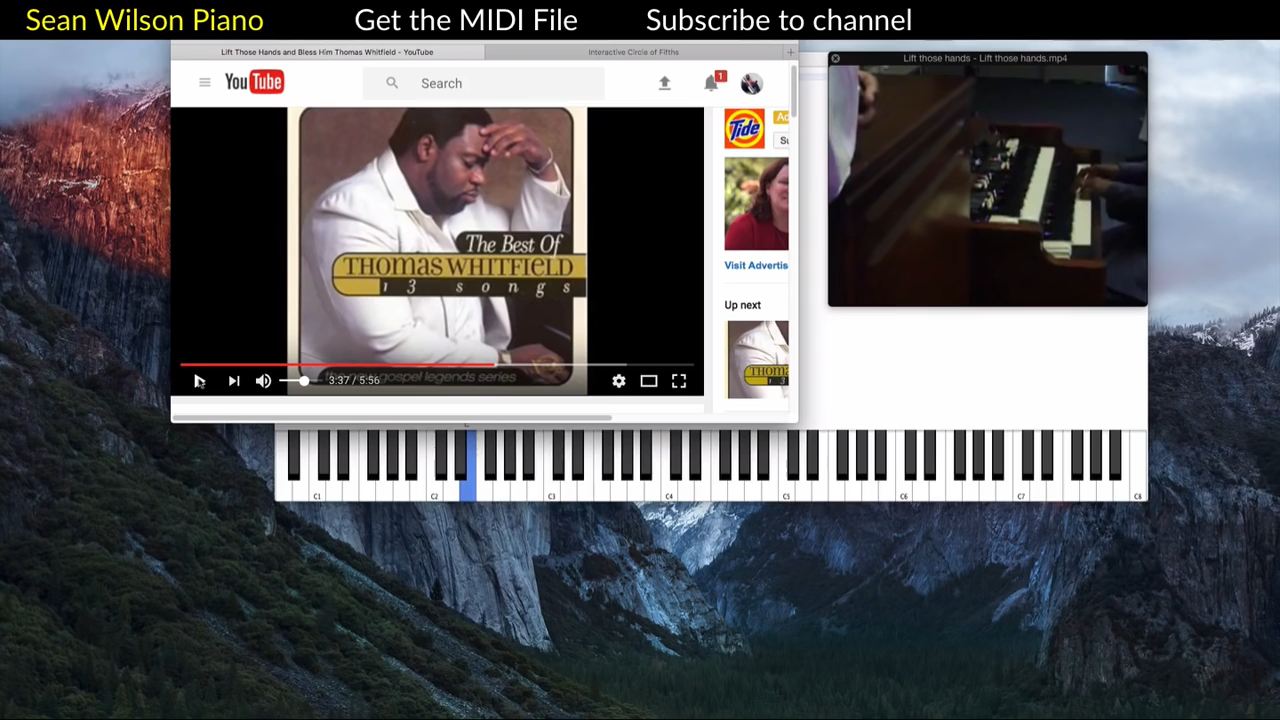 Sean Wilson Piano Get the MIDI File Subscribe to channel
Lift Those Hands and Bless Him Thomas Whitfield - YouTube Interactive Circle of Fifths +
Lift those hands - Lift those hands.mp4
YouTube Search 1
Tide
The Best Of
THOMAS WHITFIELD
13 songs
Visit Advertis
Up next
3:37 / 5:56
gospel legends series
C1 C2 C3 C4 C5 C6 C7 C8